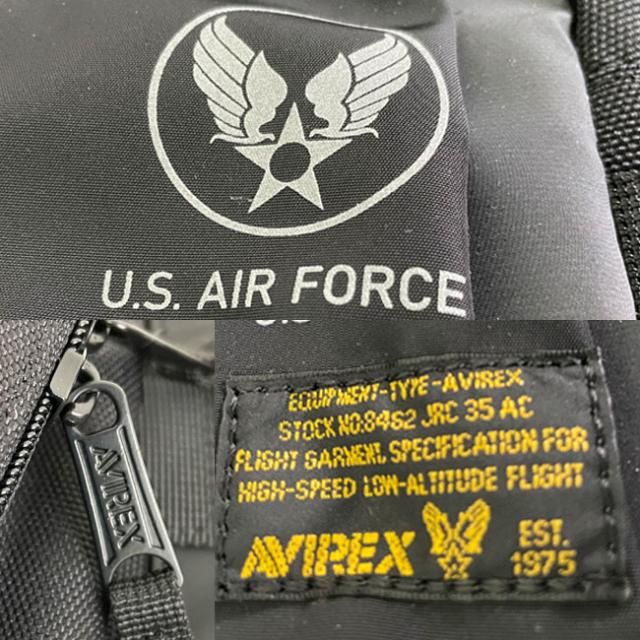 U.S. AIR FORCE
AVIREX
EQUIPMENT-TYPE-AVIREX
STOCK NO.8462 JRC 35 AC
FLIGHT GARMENT, SPECIFICATION FOR
HIGH-SPEED LOW-ALTITUDE FLIGHT
AVIREX EST.
1975